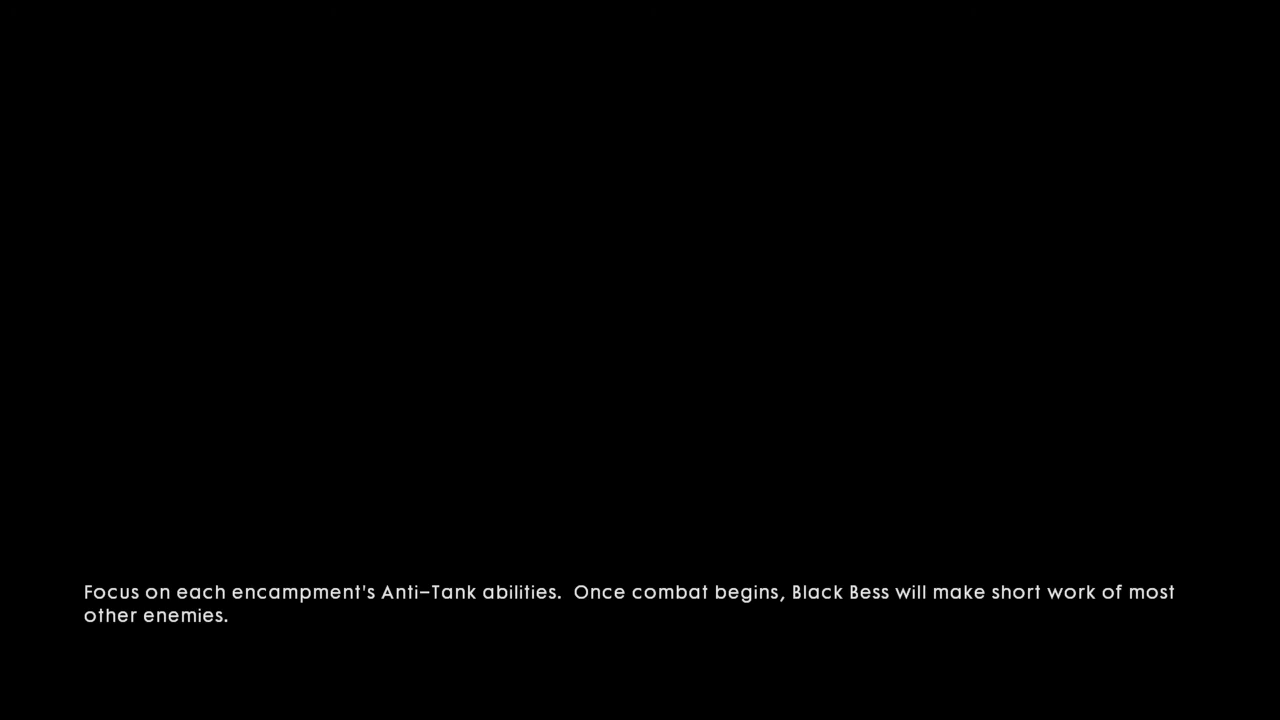 Focus on each encampment's Anti-Tank abilities.  Once combat begins, Black Bess will make short work of most
other enemies.